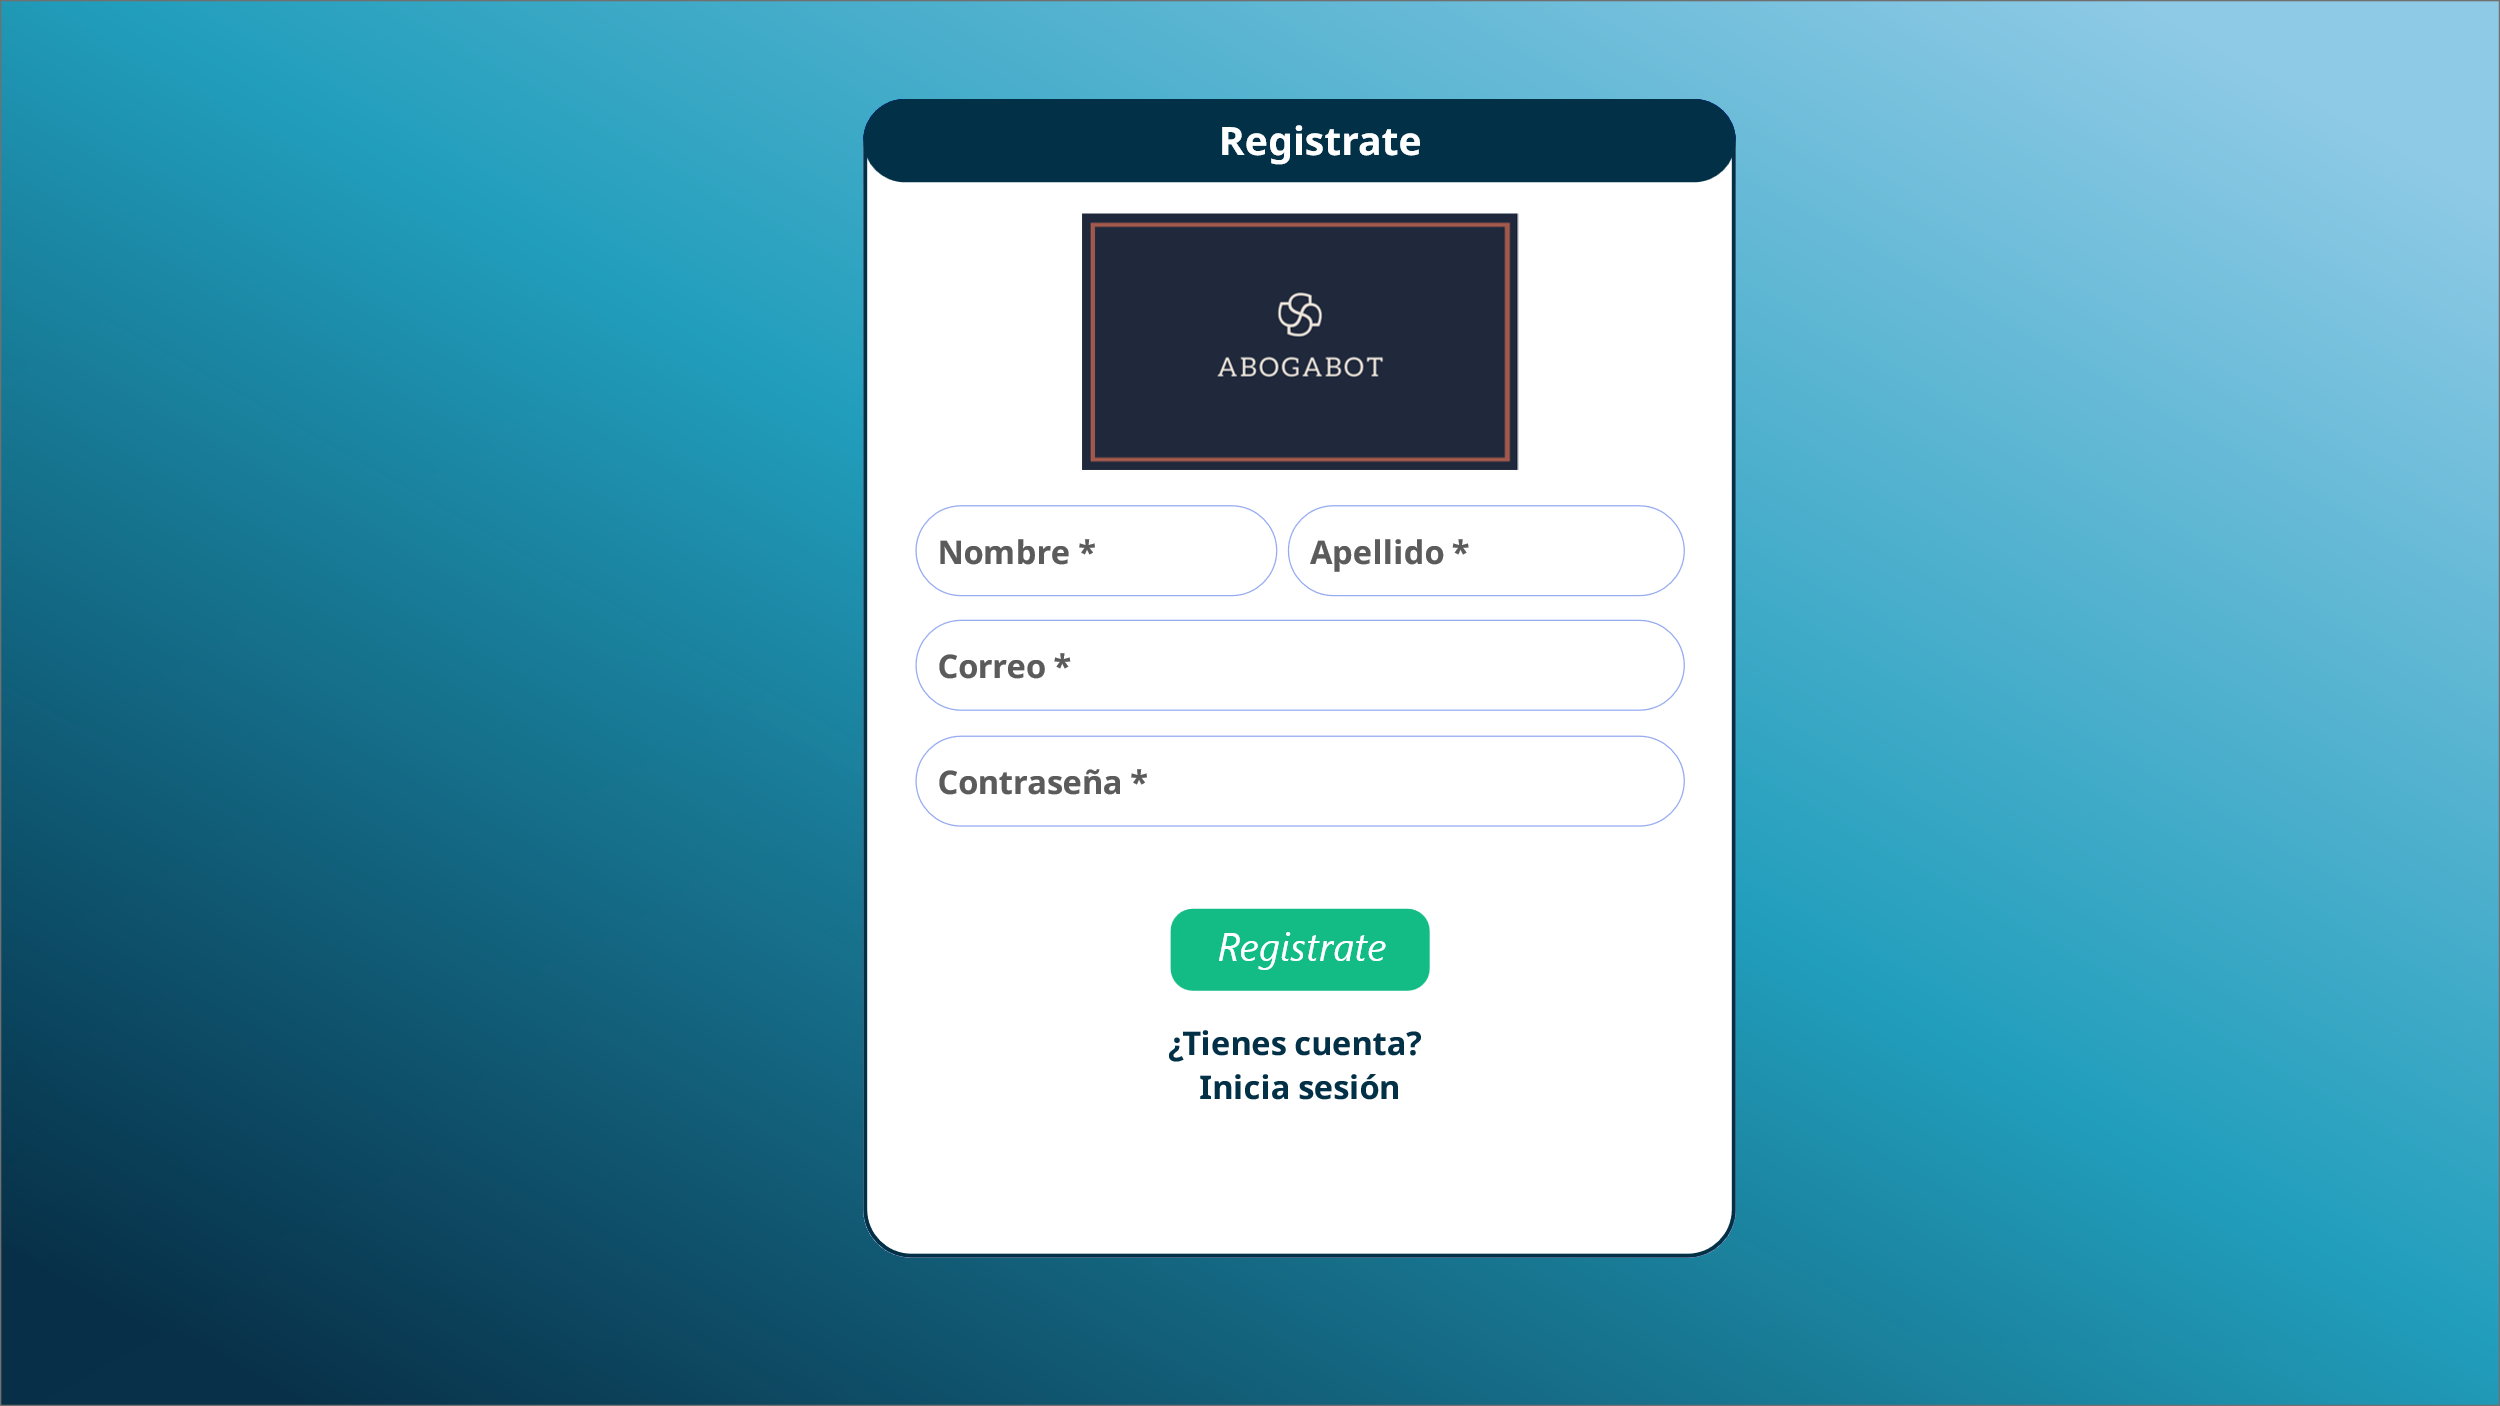 Registrate
ABOGABOT
Nombre * Apellido *
Correo *
Contraseña *
Registrate
¿Tienes cuenta?
Inicia sesión